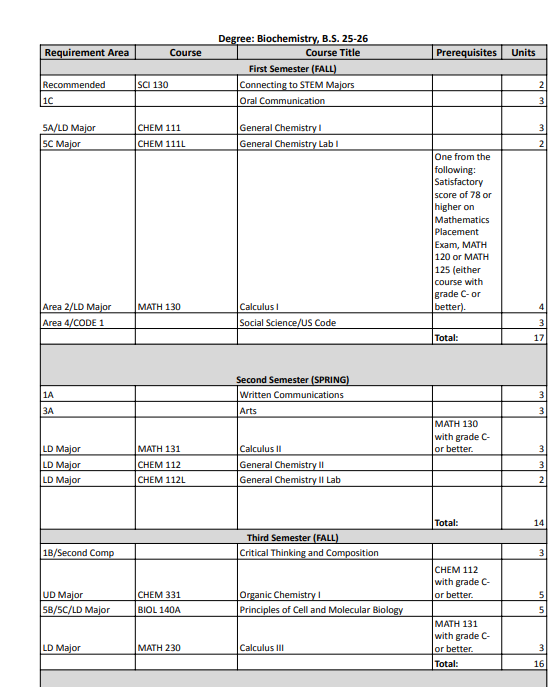 Degree: Biochemistry, B.S. 25-26
Requirement Area Course Course Title Prerequisites Units
First Semester (FALL)
Recommended SCI 130 Connecting to STEM Majors 2
1C Oral Communication 3
5A/LD Major CHEM 111 General Chemistry I 3
5C Major CHEM 111L General Chemistry Lab I 2
One from the
following:
Satisfactory
score of 78 or
higher on
Mathematics
Placement
Exam, MATH
120 or MATH
125 (either
course with
grade C- or
Area 2/LD Major MATH 130 Calculus I better). 4
Area 4/CODE 1 Social Science/US Code 3
Total: 17
Second Semester (SPRING)
1A Written Communications 3
3A Arts 3
MATH 130
with grade C-
LD Major MATH 131 Calculus II or better. 3
LD Major CHEM 112 General Chemistry II 3
LD Major CHEM 112L General Chemistry II Lab 2
Total: 14
Third Semester (FALL)
1B/Second Comp Critical Thinking and Composition 3
CHEM 112
with grade C-
UD Major CHEM 331 Organic Chemistry I or better. 5
5B/5C/LD Major BIOL 140A Principles of Cell and Molecular Biology 5
MATH 131
with grade C-
LD Major MATH 230 Calculus III or better. 3
Total: 16